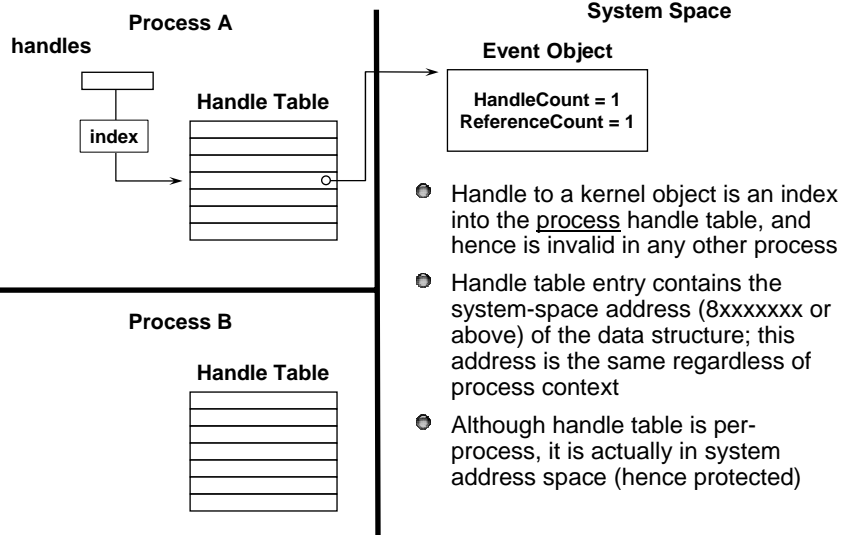 Process A
handles
index
Handle Table
Process B
Handle Table
System Space
Event Object
HandleCount = 1
ReferenceCount = 1
Handle to a kernel object is an index
into the process handle table, and
hence is invalid in any other process
Handle table entry contains the
system-space address (8xxxxxxx or
above) of the data structure; this
address is the same regardless of
process context
Although handle table is per-
process, it is actually in system
address space (hence protected)